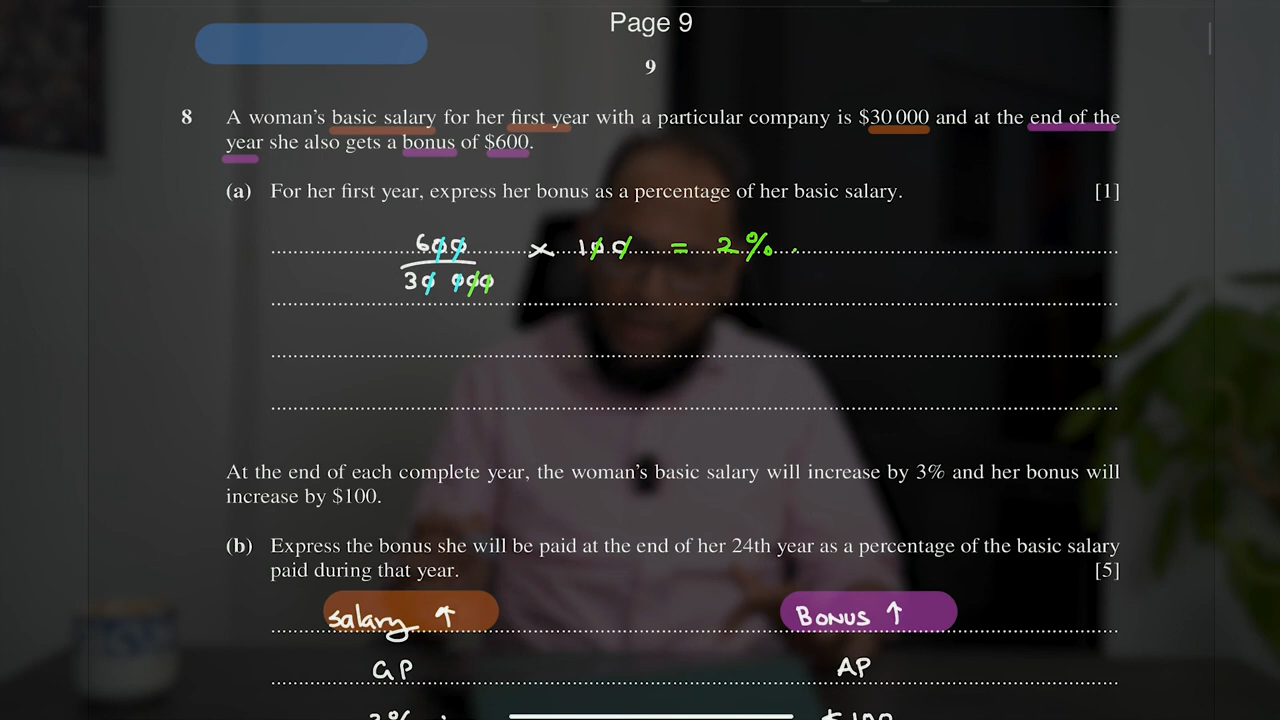 Page 9
9
8 A woman's basic salary for her first year with a particular company is $30 000 and at the end of the
year she also gets a bonus of $600.
(a) For her first year, express her bonus as a percentage of her basic salary. [1]
600 × 100 = 2%.
30 000
At the end of each complete year, the woman's basic salary will increase by 3% and her bonus will
increase by $100.
(b) Express the bonus she will be paid at the end of her 24th year as a percentage of the basic salary
paid during that year. [5]
Salary ↑ BONUS ↑
GP AP